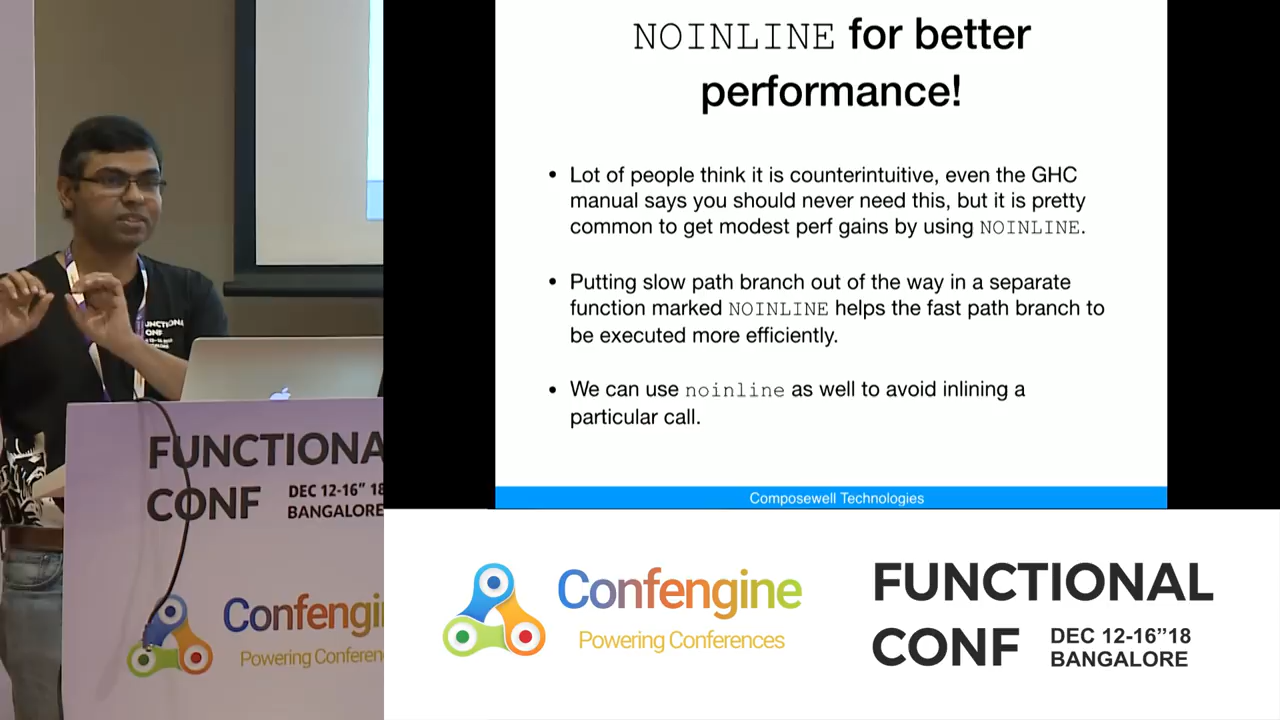 NOINLINE for better
performance!
• Lot of people think it is counterintuitive, even the GHC
manual says you should never need this, but it is pretty
common to get modest perf gains by using NOINLINE.
• Putting slow path branch out of the way in a separate
function marked NOINLINE helps the fast path branch to
be executed more efficiently.
• We can use noinline as well to avoid inlining a
particular call.
Composewell Technologies
FUNCTIONA
CONF
DEC 12-16" 18
BANGALORE
Confengi
Powering Conferen
Confengine
Powering Conferences
FUNCTIONAL
CONF
DEC 12-16"18
BANGALORE